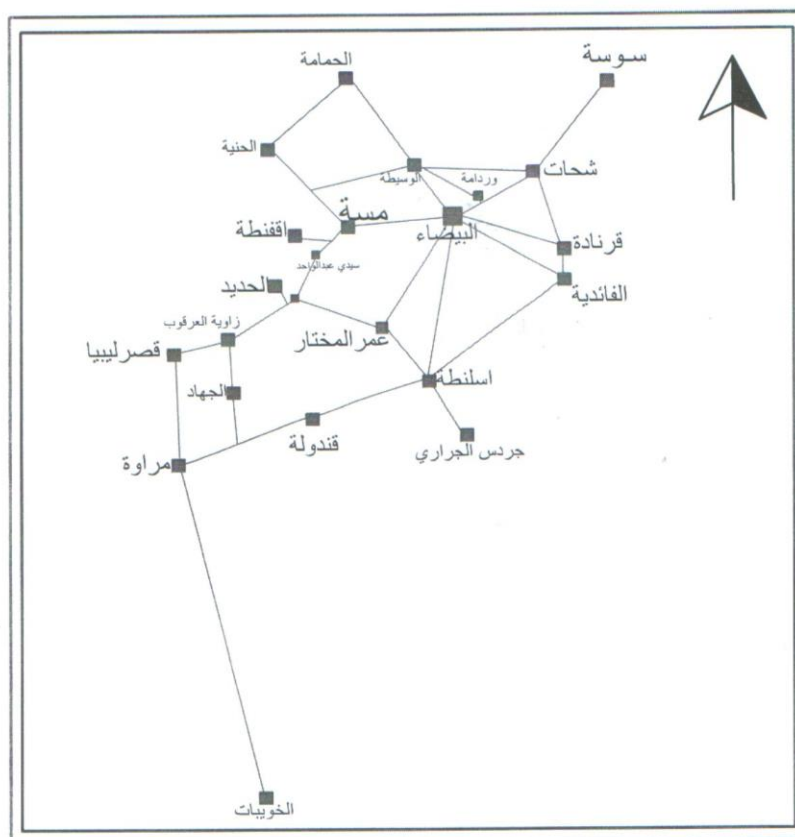 سوسة
الحمامة
الحنية
شحات
وردامة
الوسيطة
مسة
البيضاء
اقفنطة
قرنادة
سيدي عبدالواحد
الفائدية
الحديد
زاوية العرقوب
عمر المختار
قصرليبيا
اسلنطة
الجهاد
قندولة
جردس الجراري
مراوة
الخويبات